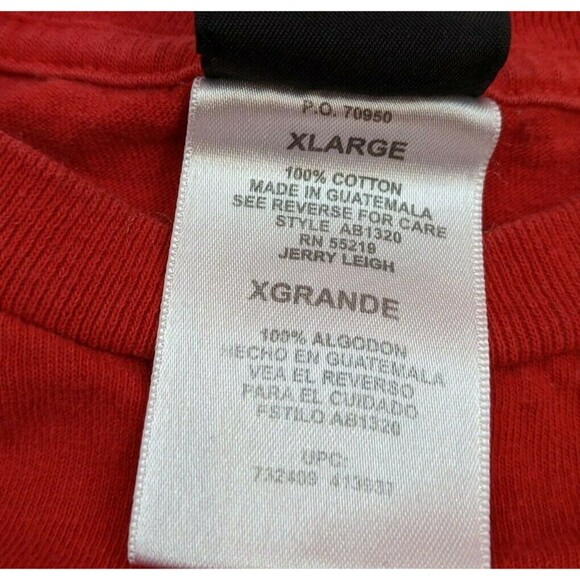 P.O. 70950
XLARGE
100% COTTON
MADE IN GUATEMALA
SEE REVERSE FOR CARE
STYLE AB1320
RN 55219
JERRY LEIGH
XGRANDE
100% ALGODON
HECHO EN GUATEMALA
VEA EL REVERSO
PARA EL CUIDADO
ESTILO AB1320
UPC:
732409